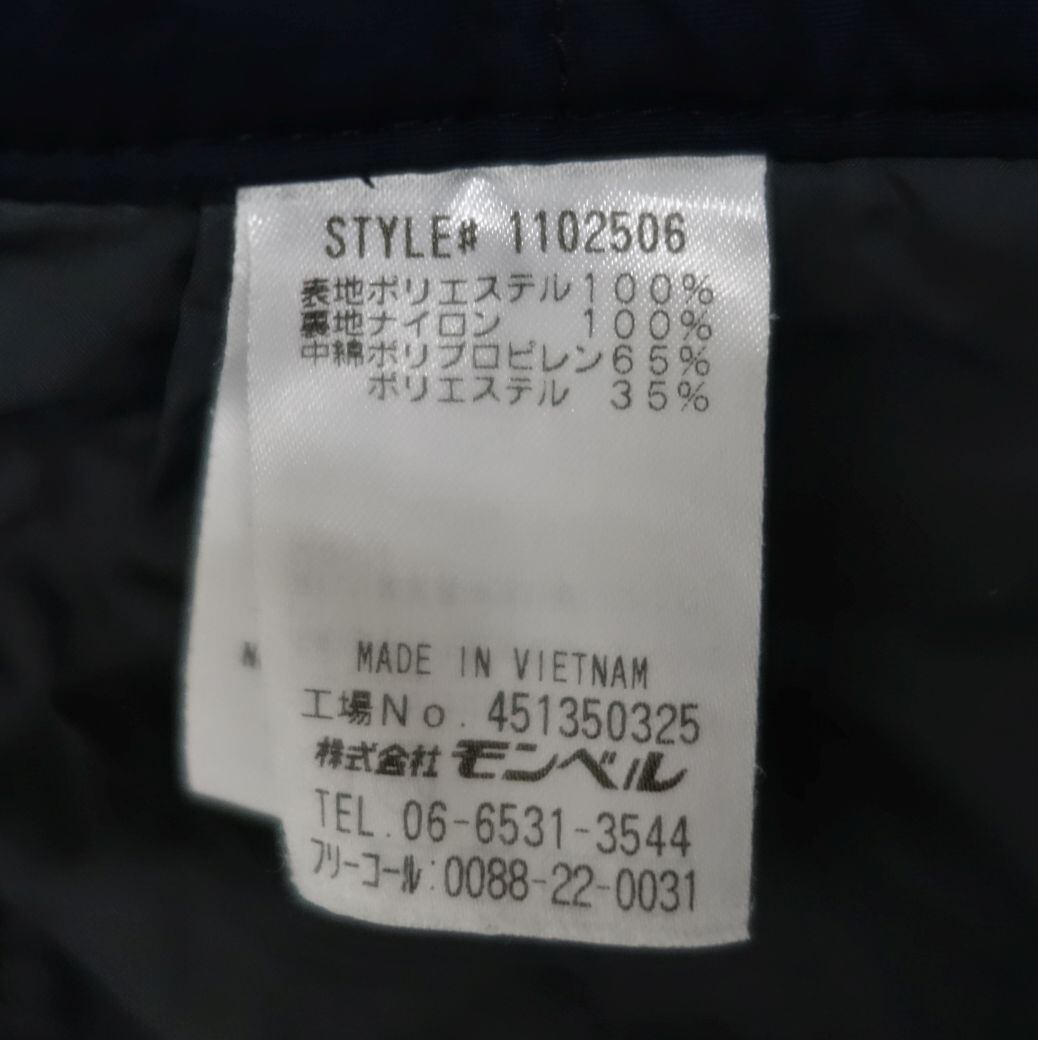 STYLE# 1102506
表地ポリエステル100%
裏地ナイロン 100%
中綿ポリプロピレン65%
ポリエステル 35%
MADE IN VIETNAM
工場No. 451350325
株式会社 モンベル
TEL.06-6531-3544
フリーコール:0088-22-0031